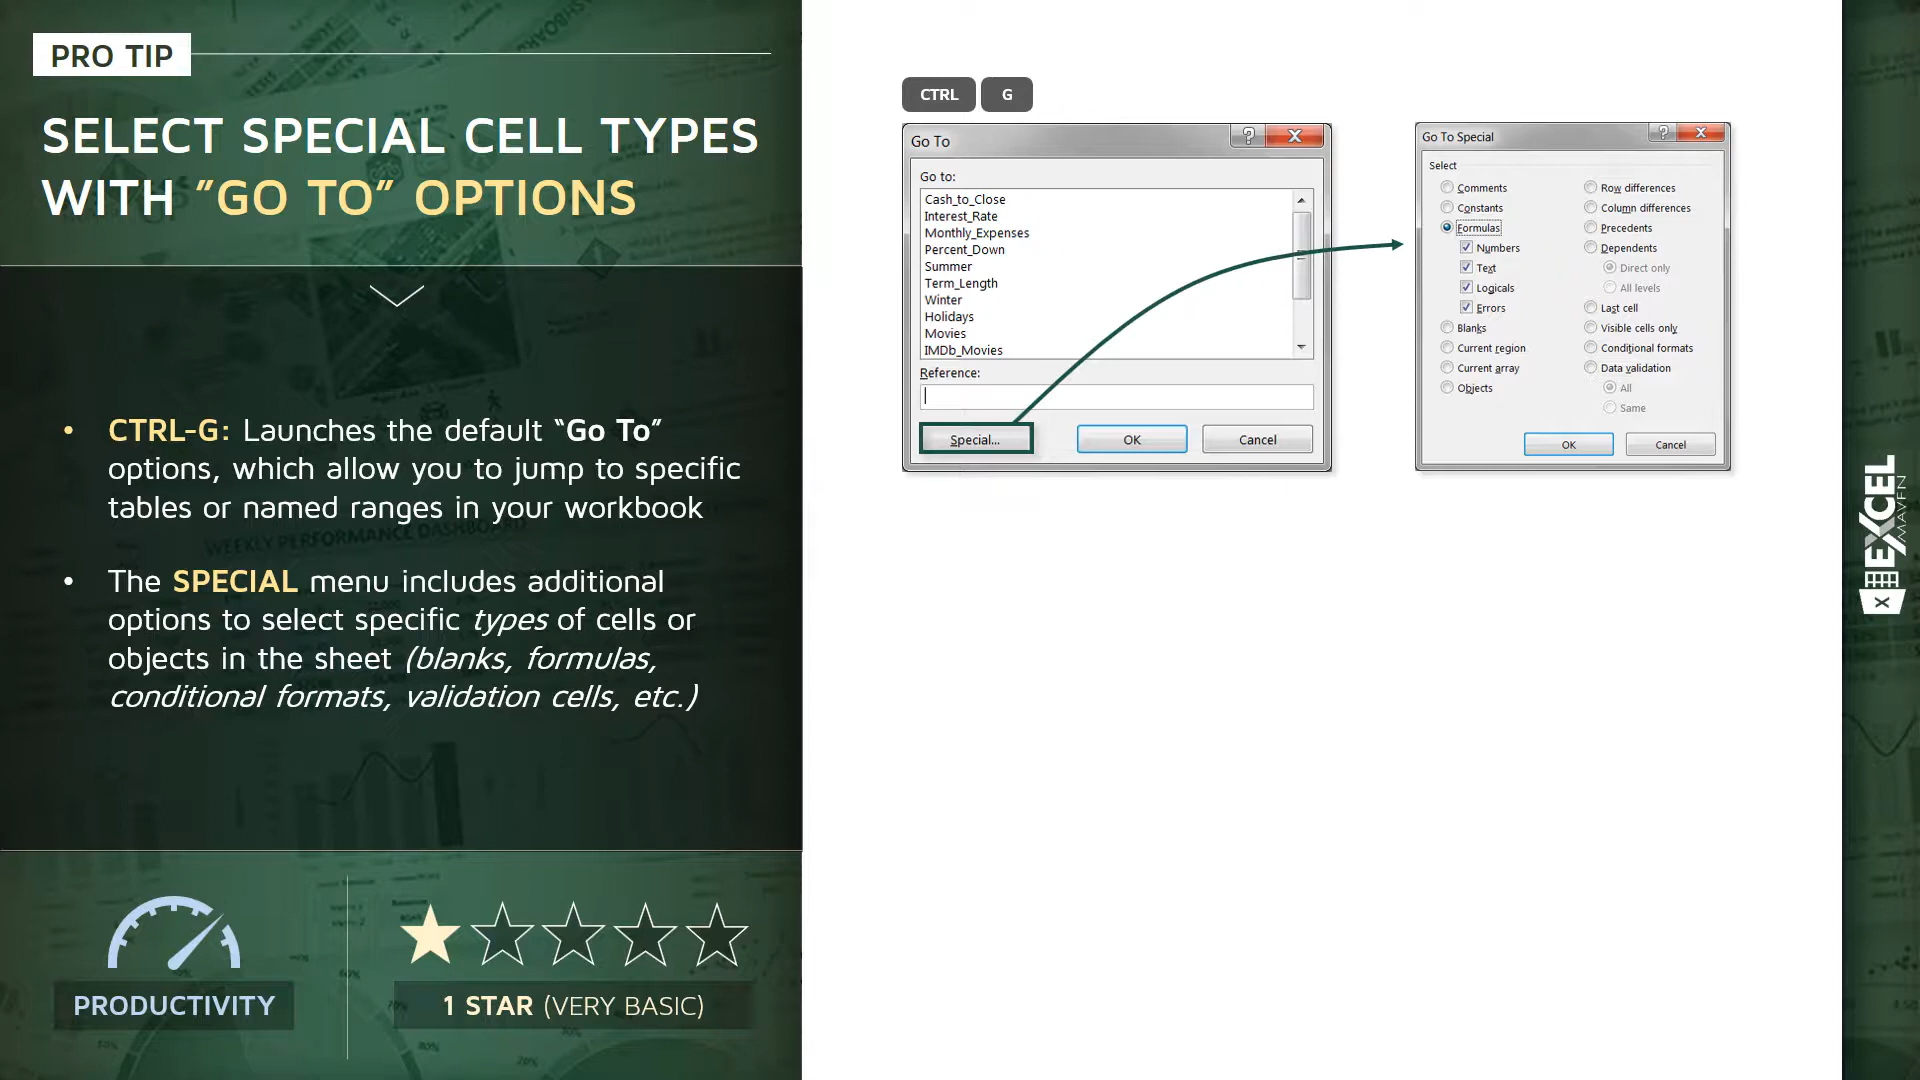 PRO TIP
SELECT SPECIAL CELL TYPES
WITH "GO TO" OPTIONS
• CTRL-G: Launches the default "Go To"
options, which allow you to jump to specific
tables or named ranges in your workbook
• The SPECIAL menu includes additional
options to select specific types of cells or
objects in the sheet (blanks, formulas,
conditional formats, validation cells, etc.)
PRODUCTIVITY
1 STAR (VERY BASIC)
CTRL G
Go To
Go to:
Cash_to_Close
Interest_Rate
Monthly_Expenses
Percent_Down
Summer
Term_Length
Winter
Holidays
Movies
IMDb_Movies
Reference:
Special... OK Cancel
Go To Special
Select
Comments
Constants
Formulas
Numbers
Text
Logicals
Errors
Blanks
Current region
Current array
Objects
Row differences
Column differences
Precedents
Dependents
Direct only
All levels
Last cell
Visible cells only
Conditional formats
Data validation
All
Same
OK Cancel
EXCEL
MAVEN
X
WEEKLY PERFORMANCE DASHBOARD